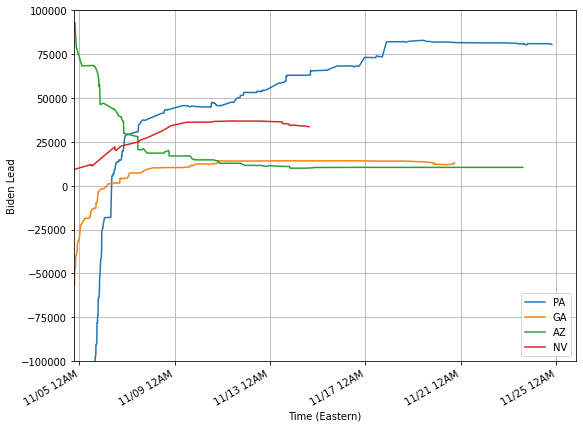 100000
75000
50000
25000
0
−25000
−50000
−75000
−100000
Biden Lead
11/05 12AM
11/09 12AM
11/13 12AM
11/17 12AM
11/21 12AM
11/25 12AM
Time (Eastern)
PA
GA
AZ
NV